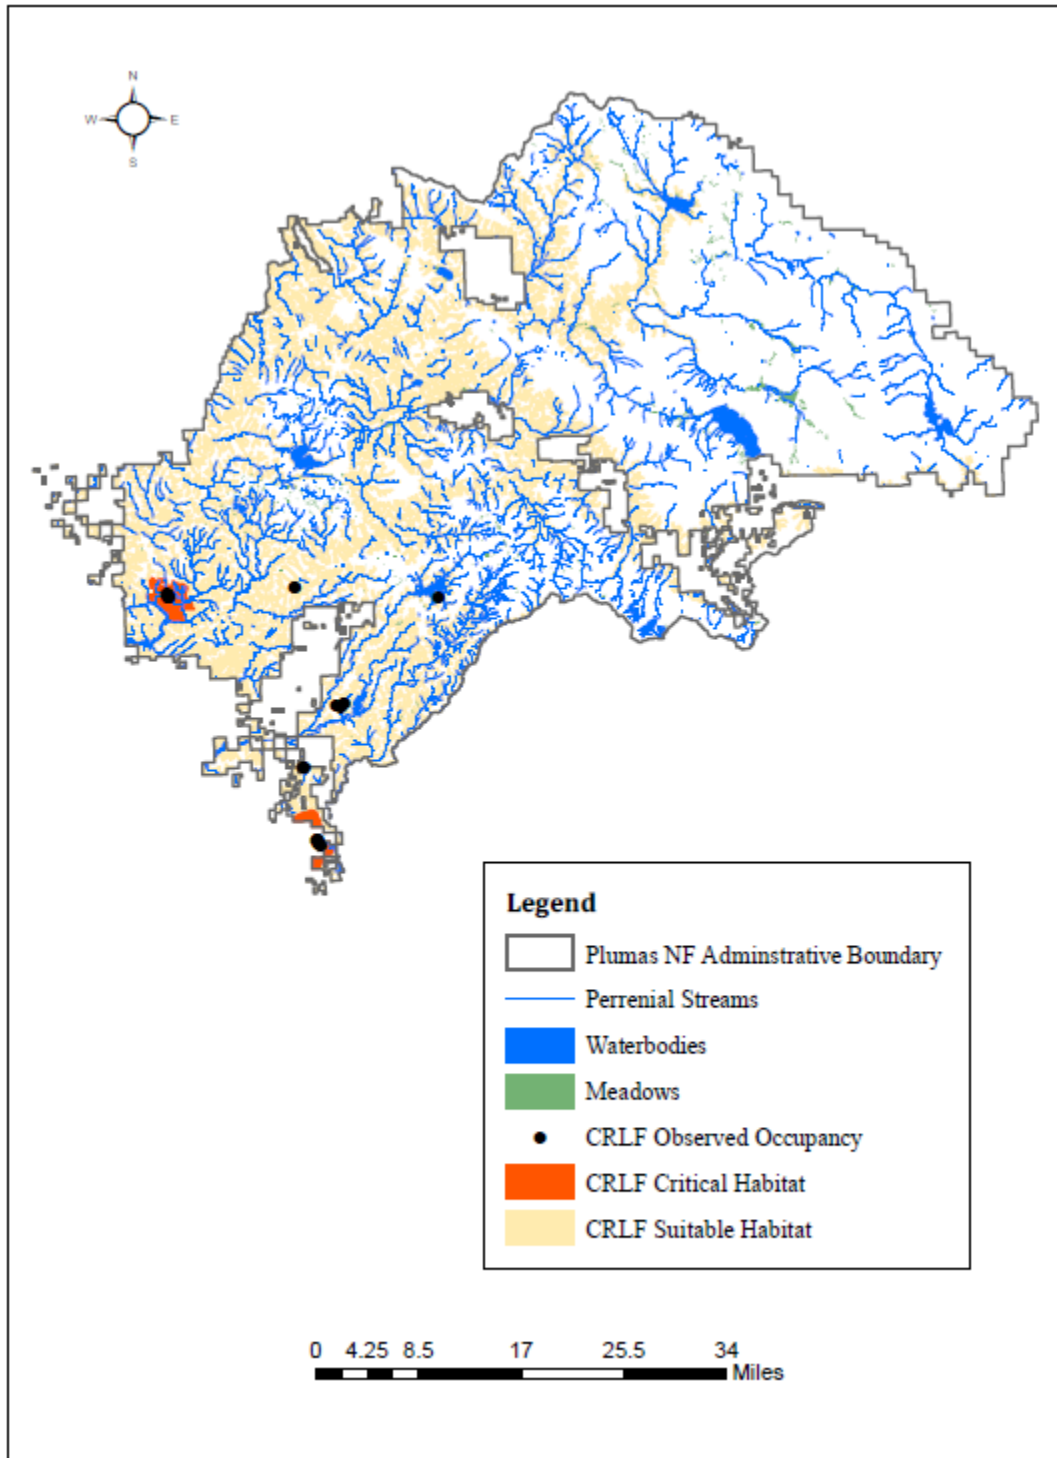 N
W E
S
Legend
Plumas NF Adminstrative Boundary
Perrenial Streams
Waterbodies
Meadows
CRLF Observed Occupancy
CRLF Critical Habitat
CRLF Suitable Habitat
0 4.25 8.5 17 25.5 34
Miles